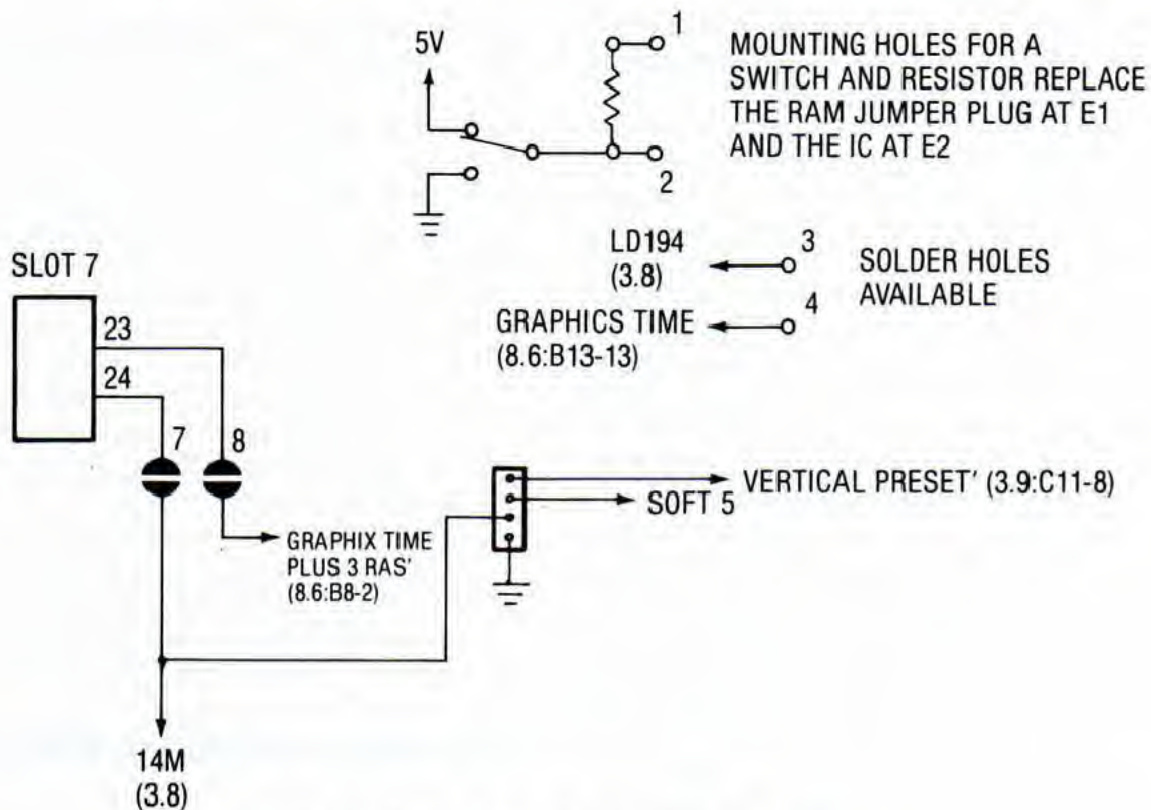 5V
1
MOUNTING HOLES FOR A
SWITCH AND RESISTOR REPLACE
THE RAM JUMPER PLUG AT E1
AND THE IC AT E2
2
LD194
(3.8)
3
SOLDER HOLES
AVAILABLE
GRAPHICS TIME
(8.6:B13-13)
4
SLOT 7
23
24
7
8
VERTICAL PRESET' (3.9:C11-8)
SOFT 5
GRAPHIX TIME
PLUS 3 RAS'
(8.6:B8-2)
14M
(3.8)